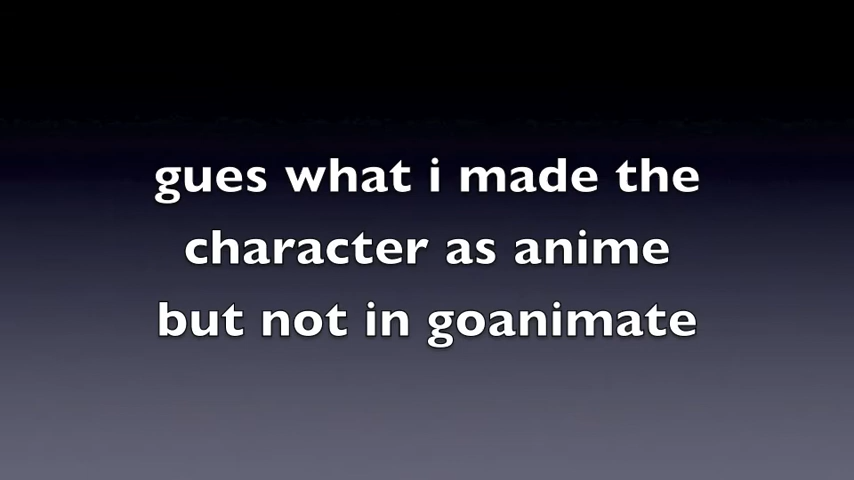 gues what i made the
character as anime
but not in goanimate